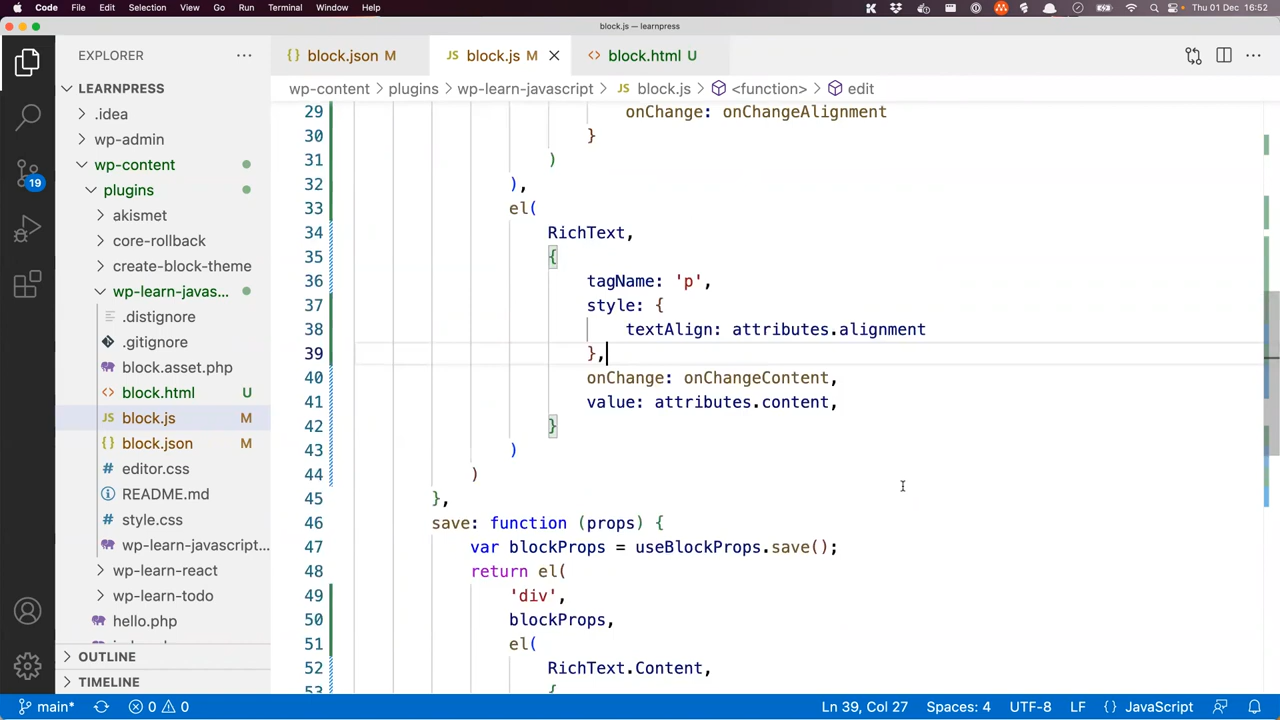 Code File Edit Selection View Go Run Terminal Window Help Thu 01 Dec 16:52
block.js — learnpress
EXPLORER
{} block.json M
JS block.js M
<> block.html U
LEARNPRESS
wp-content > plugins > wp-learn-javascript > JS block.js > <function> > edit
.idea
wp-admin
wp-content
plugins
akismet
core-rollback
create-block-theme
wp-learn-javas...
.distignore
.gitignore
block.asset.php
<> block.html U
JS block.js M
{} block.json M
# editor.css
README.md
# style.css
wp-learn-javascript...
wp-learn-react
wp-learn-todo
hello.php
OUTLINE
TIMELINE
19
29 onChange: onChangeAlignment
30 }
31 )
32 ),
33 el(
34 RichText,
35 {
36 tagName: 'p',
37 style: {
38 textAlign: attributes.alignment
39 },
40 onChange: onChangeContent,
41 value: attributes.content,
42 }
43 )
44 )
45 },
46 save: function (props) {
47 var blockProps = useBlockProps.save();
48 return el(
49 'div',
50 blockProps,
51 el(
52 RichText.Content,
53 {
main* 0 0 Ln 39, Col 27 Spaces: 4 UTF-8 LF {} JavaScript